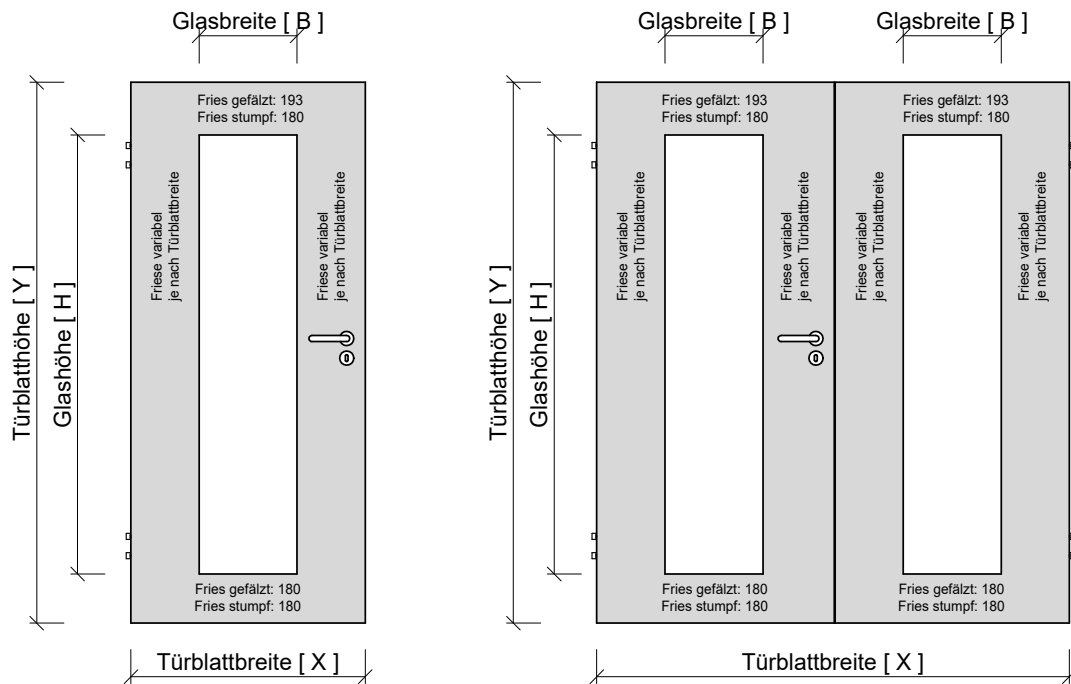 Glasbreite [ B ]
Fries gefälzt: 193
Fries stumpf: 180
Friese variabel
je nach Türblattbreite
Friese variabel
je nach Türblattbreite
Türblatthöhe [ Y ]
Glashöhe [ H ]
Fries gefälzt: 180
Fries stumpf: 180
Türblattbreite [ X ]
Glasbreite [ B ]
Glasbreite [ B ]
Fries gefälzt: 193
Fries stumpf: 180
Fries gefälzt: 193
Fries stumpf: 180
Friese variabel
je nach Türblattbreite
Friese variabel
je nach Türblattbreite
Friese variabel
je nach Türblattbreite
Friese variabel
je nach Türblattbreite
Türblatthöhe [ Y ]
Glashöhe [ H ]
Fries gefälzt: 180
Fries stumpf: 180
Fries gefälzt: 180
Fries stumpf: 180
Türblattbreite [ X ]